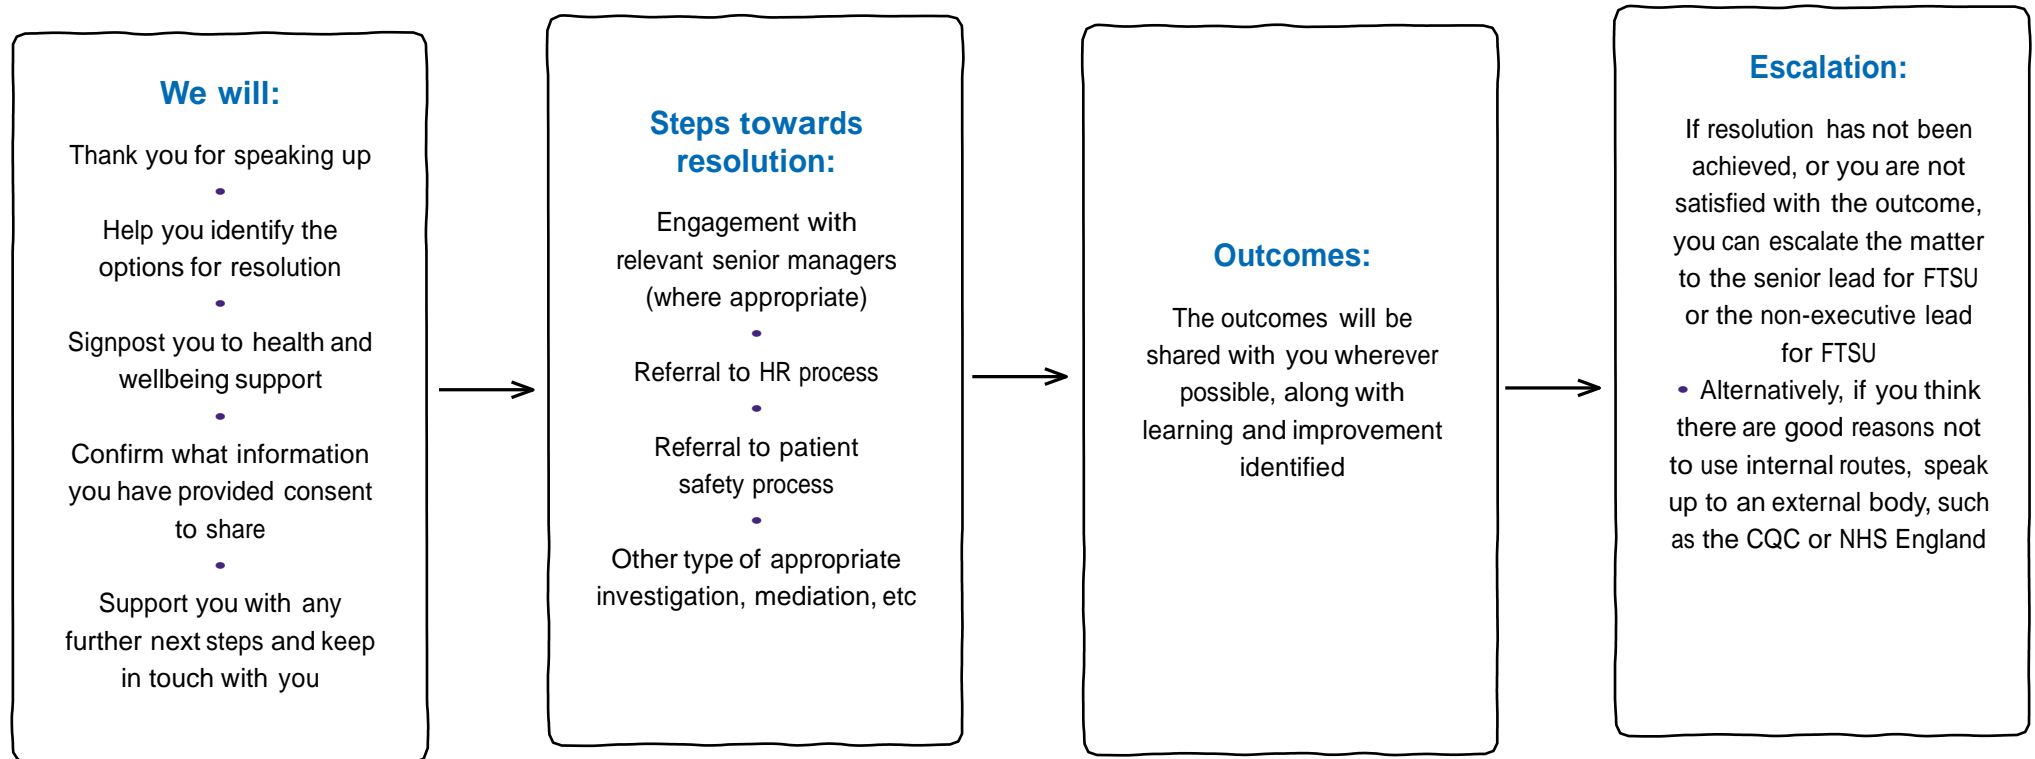 We will:
Thank you for speaking up
•
Help you identify the
options for resolution
•
Signpost you to health and
wellbeing support
•
Confirm what information
you have provided consent
to share
•
Support you with any
further next steps and keep
in touch with you
Steps towards
resolution:
Engagement with
relevant senior managers
(where appropriate)
•
Referral to HR process
•
Referral to patient
safety process
•
Other type of appropriate
investigation, mediation, etc
Outcomes:
The outcomes will be
shared with you wherever
possible, along with
learning and improvement
identified
Escalation:
If resolution has not been
achieved, or you are not
satisfied with the outcome,
you can escalate the matter
to the senior lead for FTSU
or the non-executive lead
for FTSU
• Alternatively, if you think
there are good reasons not
to use internal routes, speak
up to an external body, such
as the CQC or NHS England